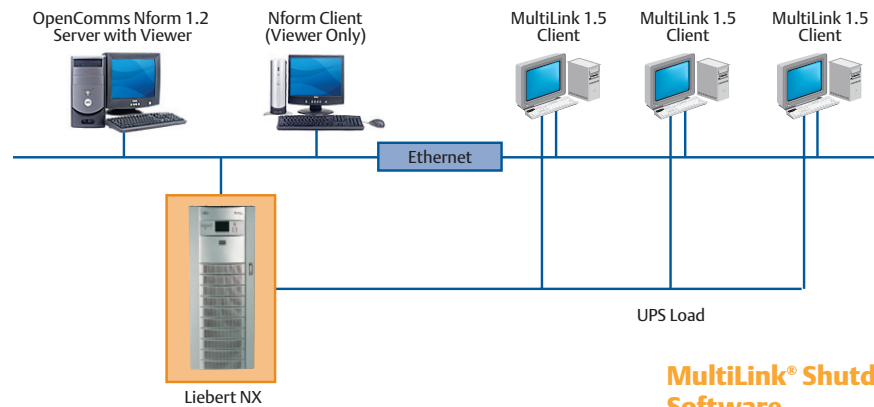 OpenComms Nform 1.2
Server with Viewer
Nform Client
(Viewer Only)
MultiLink 1.5
Client
MultiLink 1.5
Client
MultiLink 1.5
Client
Ethernet
UPS Load
Liebert NX
MultiLink® Shutd
Software